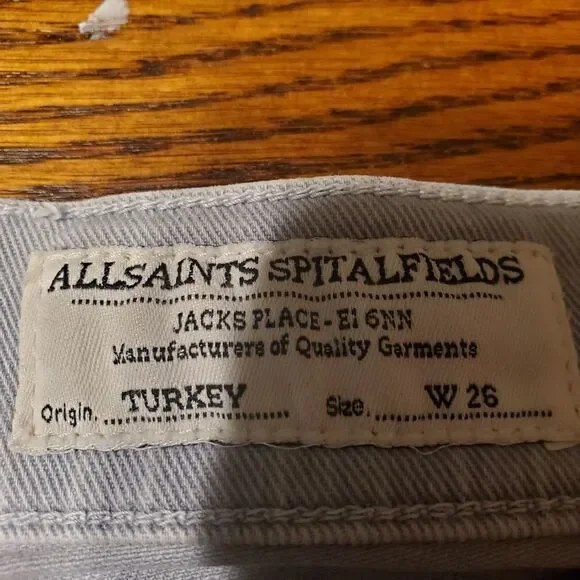 ALLSAINTS SPITALFIELDS
JACKS PLACE-E1 6NN
Manufacturers of Quality Garments
Origin. TURKEY Size. W 26